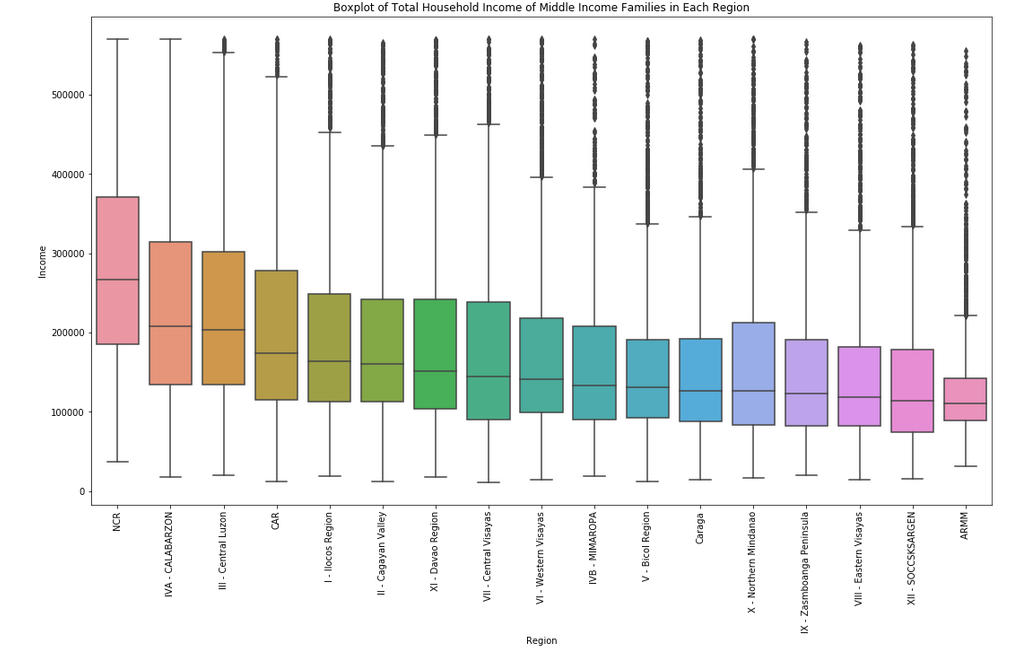 Boxplot of Total Household Income of Middle Income Families in Each Region
Income
500000
400000
300000
200000
100000
0
NCR
IVA - CALABARZON
III - Central Luzon
CAR
I - Ilocos Region
II - Cagayan Valley
XI - Davao Region
VII - Central Visayas
VI - Western Visayas
IVB - MIMAROPA
V - Bicol Region
Caraga
X - Northern Mindanao
IX - Zasmboanga Peninsula
VIII - Eastern Visayas
XII - SOCCSKSARGEN
ARMM
Region